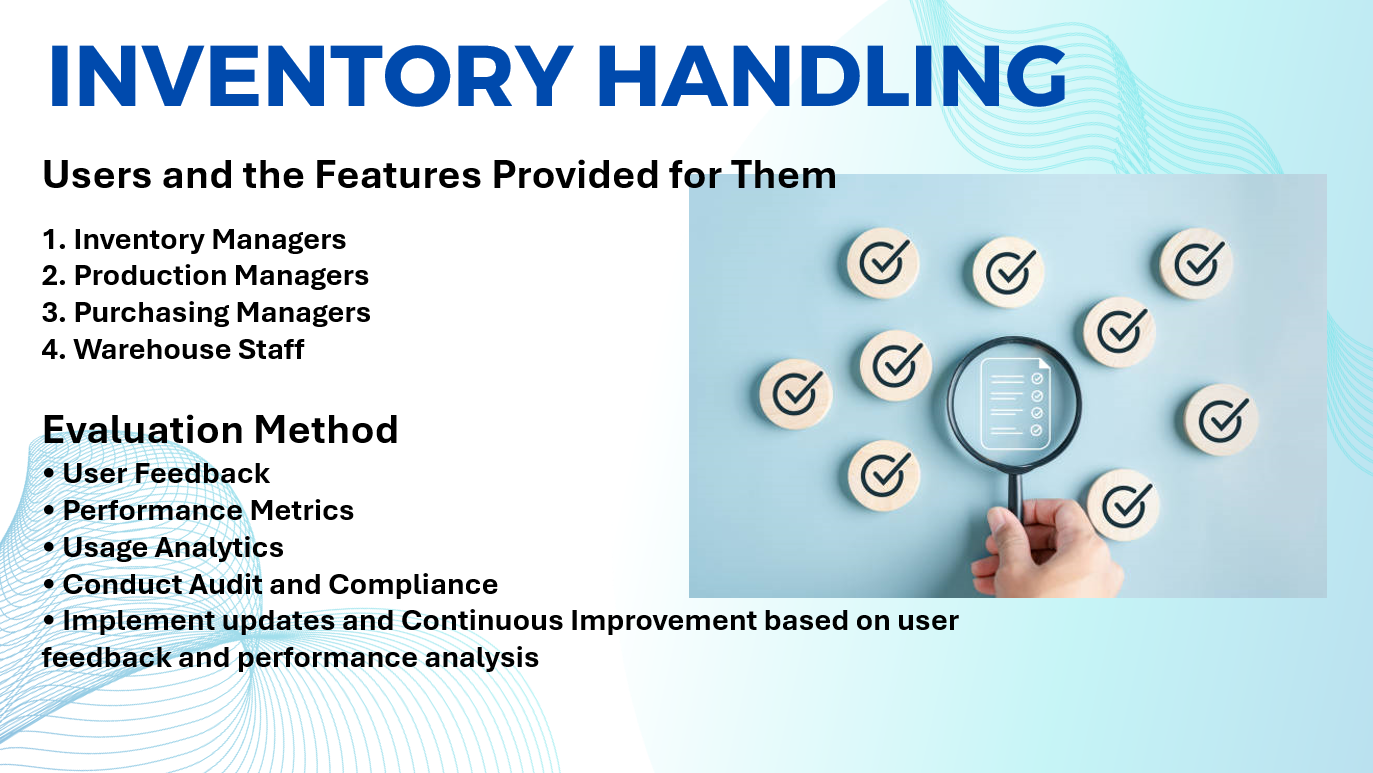 INVENTORY HANDLING
Users and the Features Provided for Them
1. Inventory Managers
2. Production Managers
3. Purchasing Managers
4. Warehouse Staff
Evaluation Method
• User Feedback
• Performance Metrics
• Usage Analytics
• Conduct Audit and Compliance
• Implement updates and Continuous Improvement based on user
feedback and performance analysis